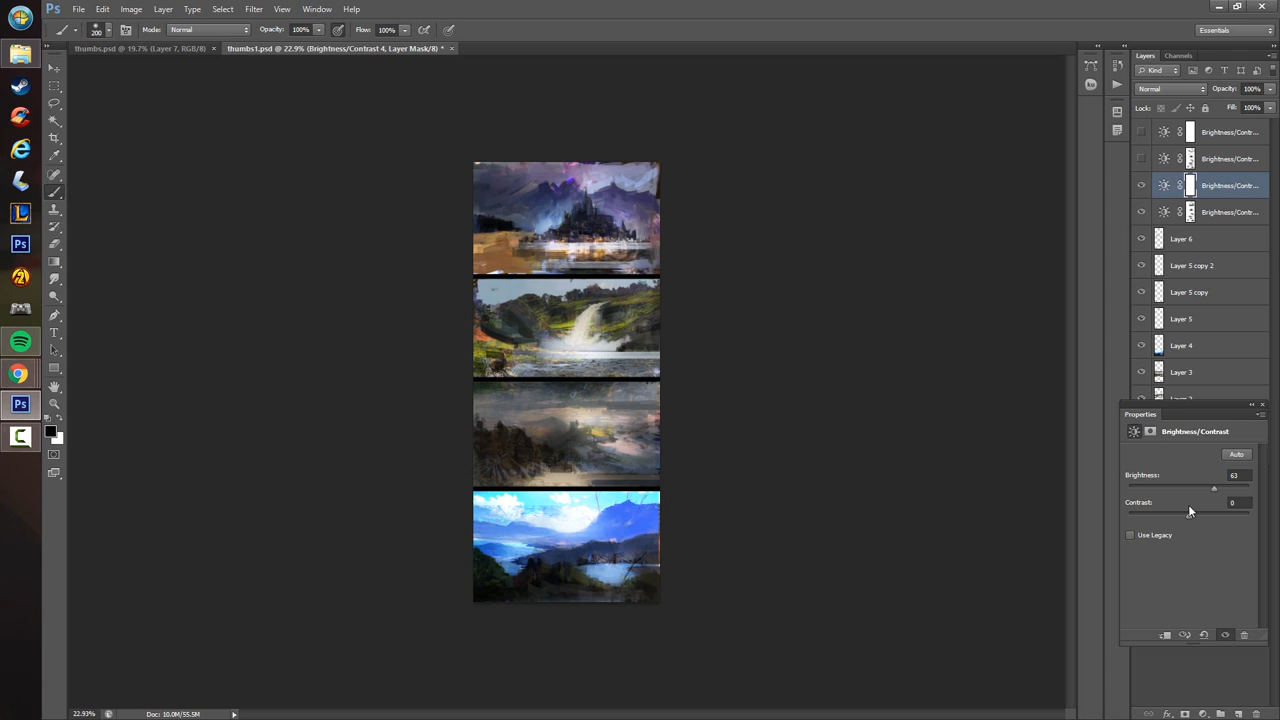 File Edit Image Layer Type Select Filter View Window Help
200 Mode: Normal Opacity: 100% Flow: 100% Essentials
thumbs.psd @ 19.7% (Layer 7, RGB/8) × thumbs1.psd @ 22.9% (Brightness/Contrast 4, Layer Mask/8) * ×
Layers Channels
Kind
Normal Opacity: 100%
Lock: Fill: 100%
Brightness/Contr...
Brightness/Contr...
Brightness/Contr...
Brightness/Contr...
Layer 6
Layer 5 copy 2
Layer 5 copy
Layer 5
Layer 4
Layer 3
Properties
Brightness/Contrast
Auto
Brightness: 63
Contrast: 0
Use Legacy
22.93% Doc: 10.0M/55.5M